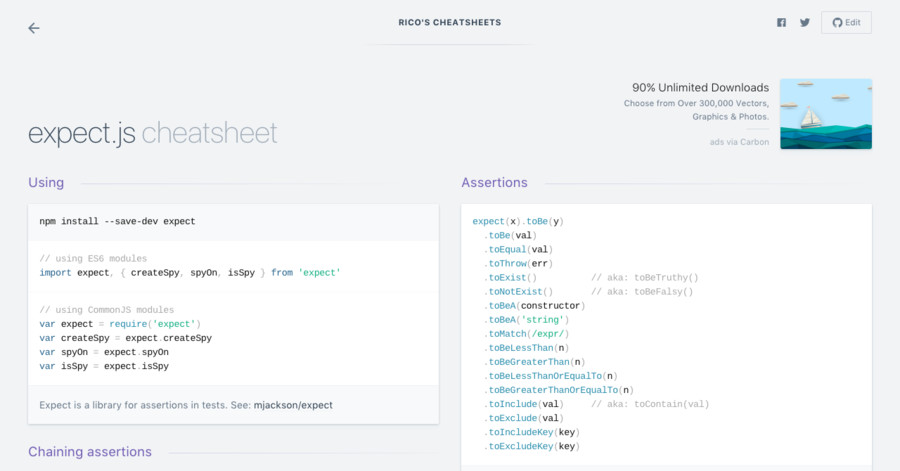 RICO'S CHEATSHEETS
Edit
90% Unlimited Downloads
Choose from Over 300,000 Vectors,
Graphics & Photos.
ads via Carbon
expect.js cheatsheet
Using
npm install --save-dev expect
// using ES6 modules
import expect, { createSpy, spyOn, isSpy } from 'expect'
// using CommonJS modules
var expect = require('expect')
var createSpy = expect.createSpy
var spyOn = expect.spyOn
var isSpy = expect.isSpy
Expect is a library for assertions in tests. See: mjackson/expect
Chaining assertions
Assertions
expect(x).toBe(y)
.toBe(val)
.toEqual(val)
.toThrow(err)
.toExist() // aka: toBeTruthy()
.toNotExist() // aka: toBeFalsy()
.toBeA(constructor)
.toBeA('string')
.toMatch(/expr/)
.toBeLessThan(n)
.toBeGreaterThan(n)
.toBeLessThanOrEqualTo(n)
.toBeGreaterThanOrEqualTo(n)
.toInclude(val) // aka: toContain(val)
.toExclude(val)
.toIncludeKey(key)
.toExcludeKey(key)